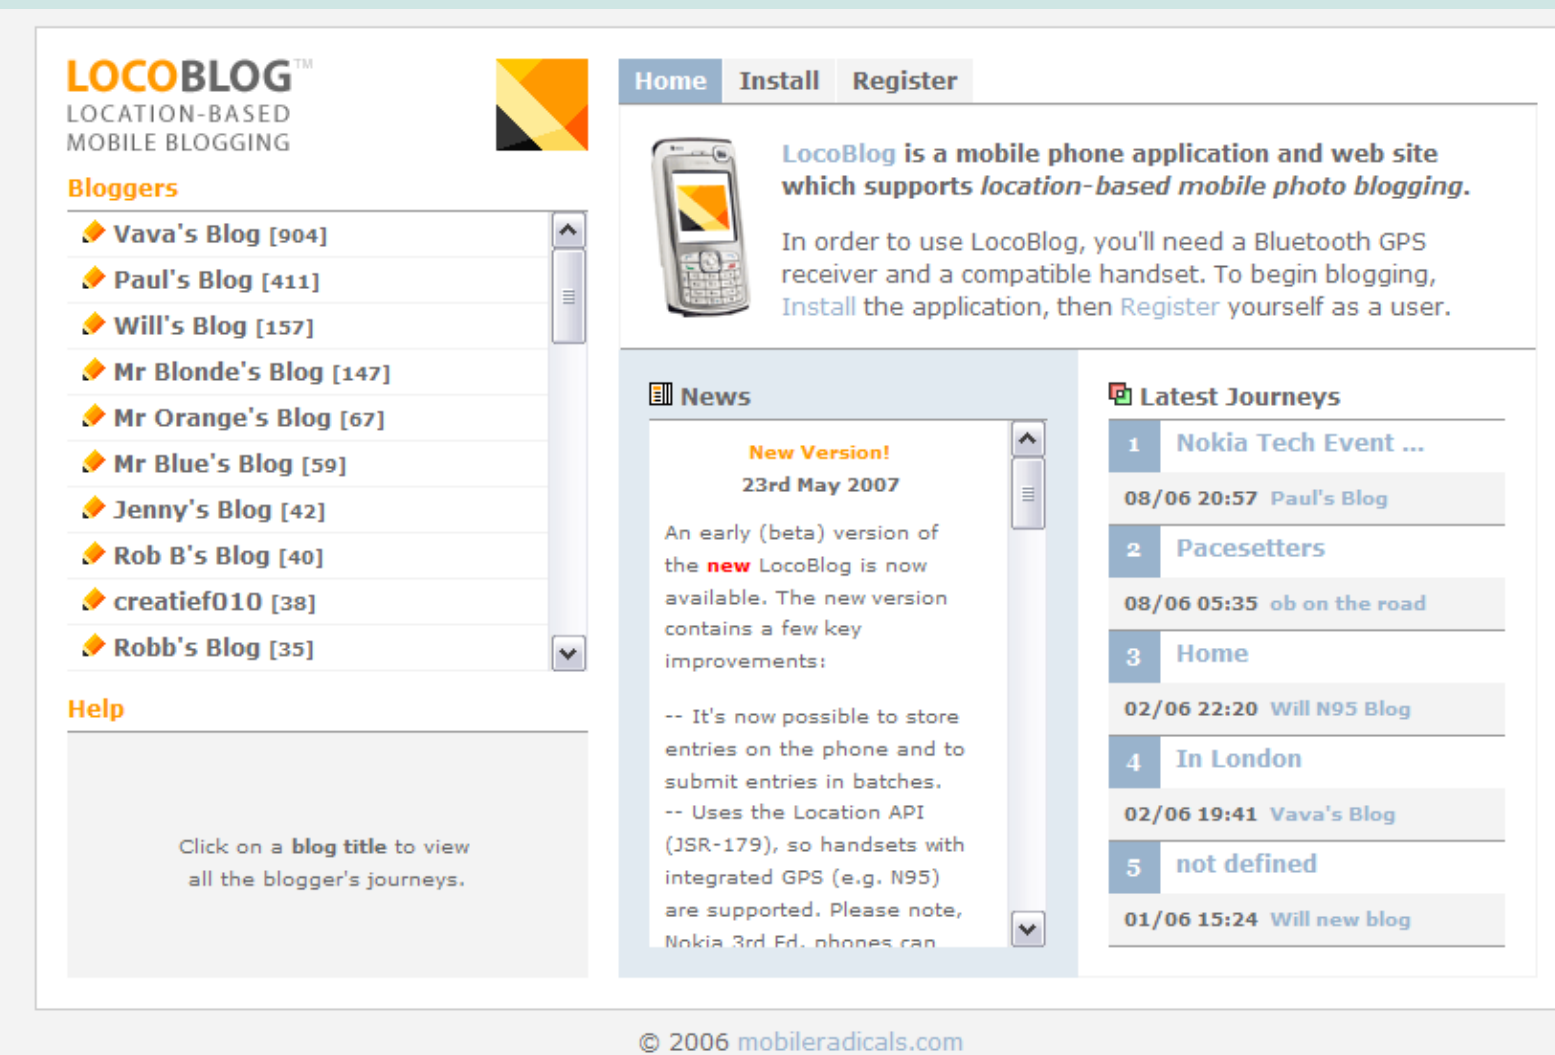 LOCOBLOG™
LOCATION-BASED
MOBILE BLOGGING
Bloggers
Vava's Blog [904]
Paul's Blog [411]
Will's Blog [157]
Mr Blonde's Blog [147]
Mr Orange's Blog [67]
Mr Blue's Blog [59]
Jenny's Blog [42]
Rob B's Blog [40]
creatief010 [38]
Robb's Blog [35]
Help
Click on a blog title to view
all the blogger's journeys.
Home Install Register
LocoBlog is a mobile phone application and web site
which supports location-based mobile photo blogging.
In order to use LocoBlog, you'll need a Bluetooth GPS
receiver and a compatible handset. To begin blogging,
Install the application, then Register yourself as a user.
News
New Version!
23rd May 2007
An early (beta) version of
the new LocoBlog is now
available. The new version
contains a few key
improvements:
-- It's now possible to store
entries on the phone and to
submit entries in batches.
-- Uses the Location API
(JSR-179), so handsets with
integrated GPS (e.g. N95)
are supported. Please note,
Nokia 3rd Ed. phones can
Latest Journeys
1 Nokia Tech Event ...
08/06 20:57 Paul's Blog
2 Pacesetters
08/06 05:35 ob on the road
3 Home
02/06 22:20 Will N95 Blog
4 In London
02/06 19:41 Vava's Blog
5 not defined
01/06 15:24 Will new blog
© 2006 mobileradicals.com